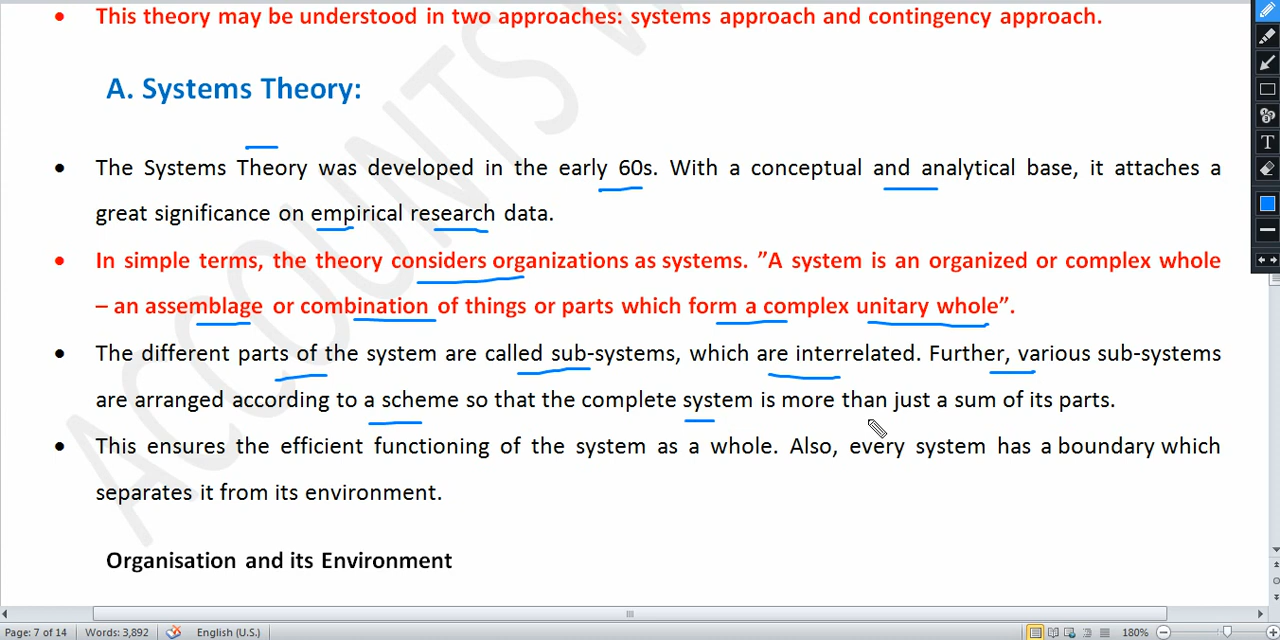 • This theory may be understood in two approaches: systems approach and contingency approach.
A. Systems Theory:
• The Systems Theory was developed in the early 60s. With a conceptual and analytical base, it attaches a
great significance on empirical research data.
• In simple terms, the theory considers organizations as systems. ”A system is an organized or complex whole
– an assemblage or combination of things or parts which form a complex unitary whole”.
• The different parts of the system are called sub-systems, which are interrelated. Further, various sub-systems
are arranged according to a scheme so that the complete system is more than just a sum of its parts.
• This ensures the efficient functioning of the system as a whole. Also, every system has a boundary which
separates it from its environment.
Organisation and its Environment
ACCOUNTS W
Page: 7 of 14 Words: 3,892 English (U.S.) 180%